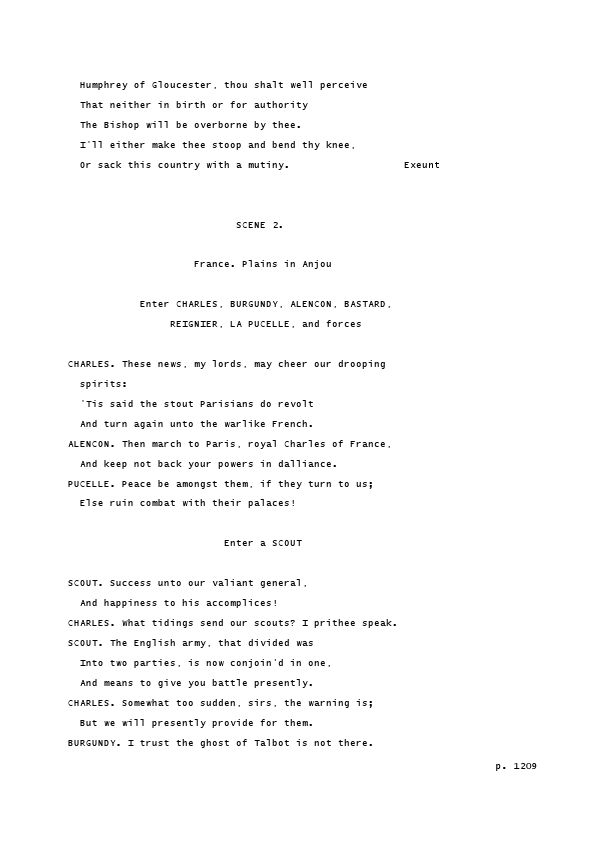 Humphrey of Gloucester, thou shalt well perceive
That neither in birth or for authority
The Bishop will be overborne by thee.
I'll either make thee stoop and bend thy knee,
Or sack this country with a mutiny. Exeunt
SCENE 2.
France. Plains in Anjou
Enter CHARLES, BURGUNDY, ALENCON, BASTARD,
REIGNIER, LA PUCELLE, and forces
CHARLES. These news, my lords, may cheer our drooping
spirits:
'Tis said the stout Parisians do revolt
And turn again unto the warlike French.
ALENCON. Then march to Paris, royal Charles of France,
And keep not back your powers in dalliance.
PUCELLE. Peace be amongst them, if they turn to us;
Else ruin combat with their palaces!
Enter a SCOUT
SCOUT. Success unto our valiant general,
And happiness to his accomplices!
CHARLES. What tidings send our scouts? I prithee speak.
SCOUT. The English army, that divided was
Into two parties, is now conjoin'd in one,
And means to give you battle presently.
CHARLES. Somewhat too sudden, sirs, the warning is;
But we will presently provide for them.
BURGUNDY. I trust the ghost of Talbot is not there.
p. 1209